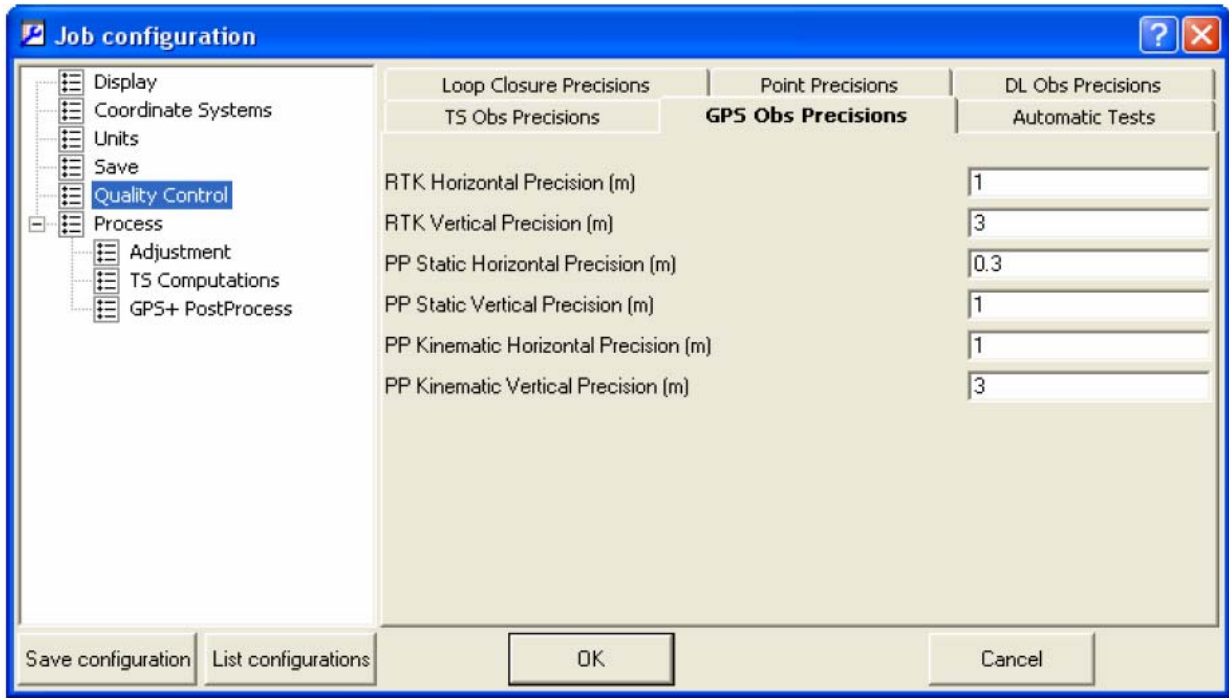 Job configuration
Display
Coordinate Systems
Units
Save
Quality Control
Process
Adjustment
TS Computations
GPS+ PostProcess
Loop Closure Precisions
Point Precisions
DL Obs Precisions
TS Obs Precisions
GPS Obs Precisions
Automatic Tests
RTK Horizontal Precision (m) 1
RTK Vertical Precision (m) 3
PP Static Horizontal Precision (m) 0.3
PP Static Vertical Precision (m) 1
PP Kinematic Horizontal Precision (m) 1
PP Kinematic Vertical Precision (m) 3
Save configuration
List configurations
OK
Cancel